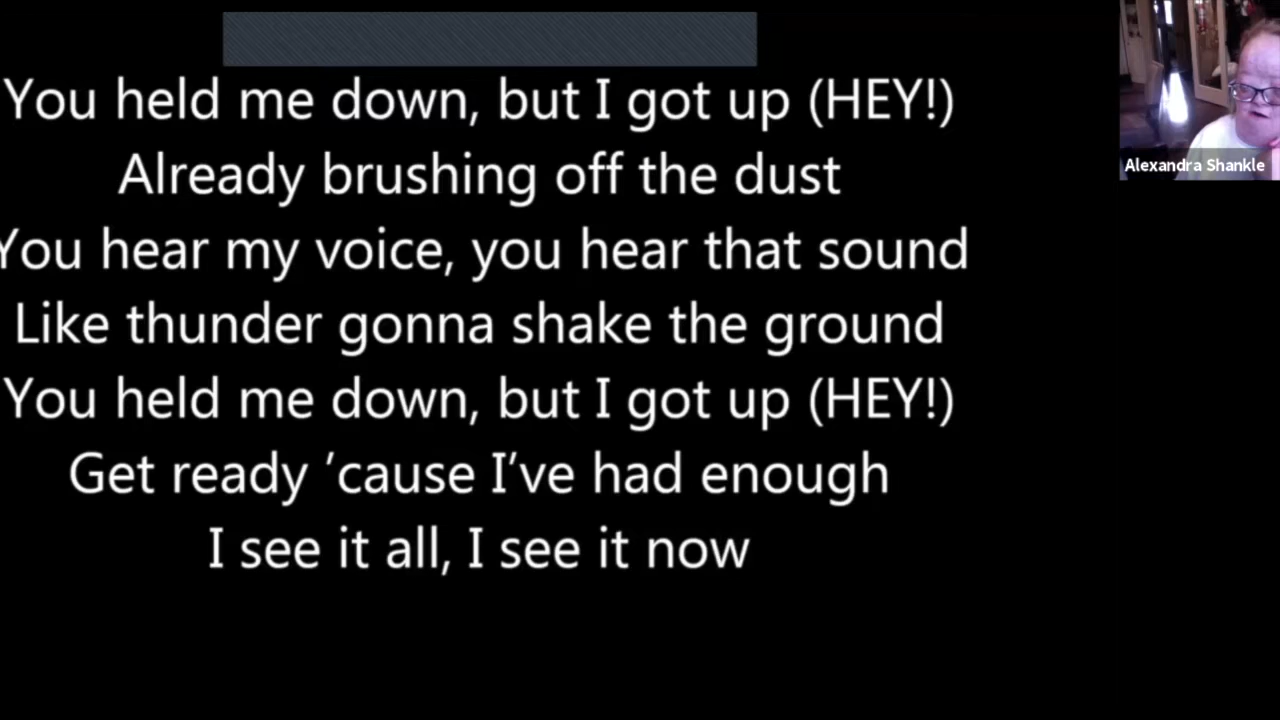 You held me down, but I got up (HEY!)
Already brushing off the dust
You hear my voice, you hear that sound
Like thunder gonna shake the ground
You held me down, but I got up (HEY!)
Get ready ’cause I’ve had enough
I see it all, I see it now
Alexandra Shankle